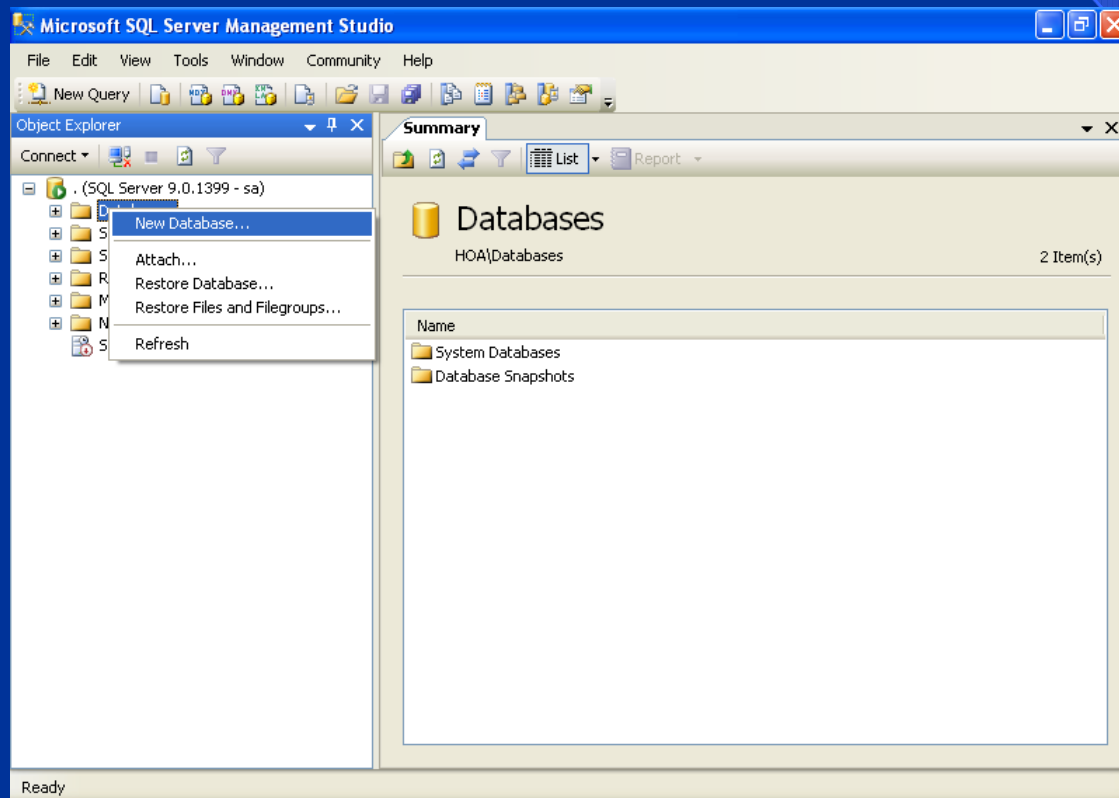 Microsoft SQL Server Management Studio
File Edit View Tools Window Community Help
New Query
Object Explorer
Connect
. (SQL Server 9.0.1399 - sa)
New Database...
Attach...
Restore Database...
Restore Files and Filegroups...
Refresh
S
S
R
M
N
S
Summary
List Report
Databases
HOA\Databases 2 Item(s)
Name
System Databases
Database Snapshots
Ready